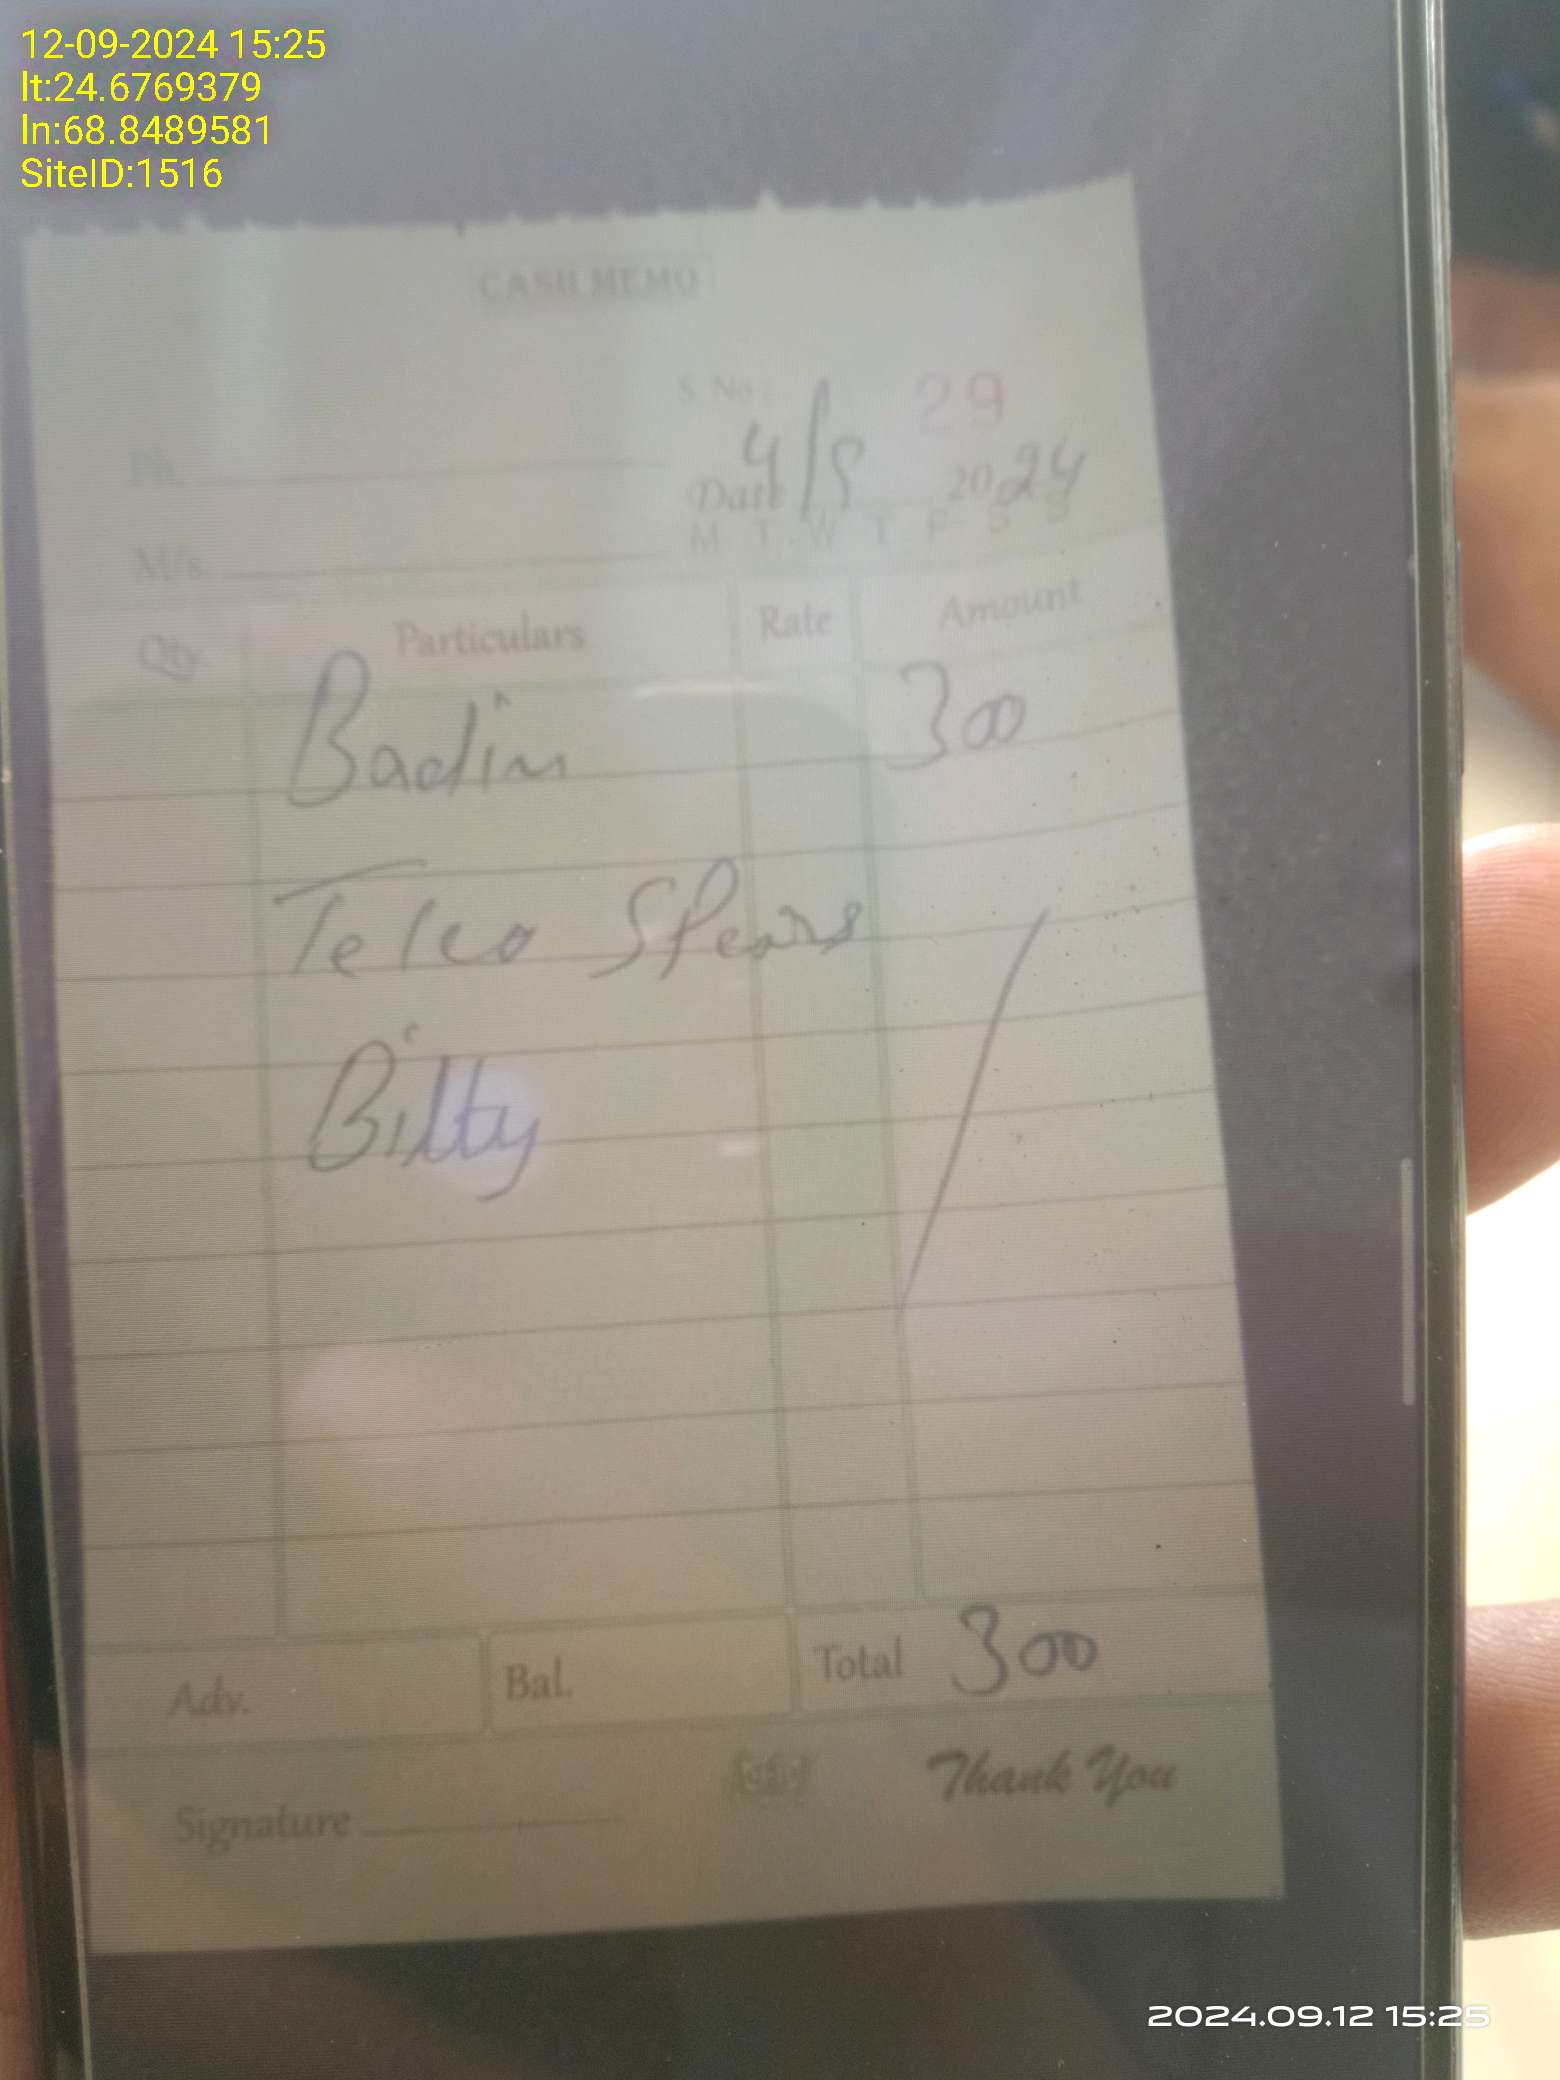 12-09-2024 15:25
lt:24.6769379
ln:68.8489581
SiteID:1516
CASH MEMO
S. No. 29
Ph.
Date 4/9 2024
M T W T F S S
M/s.
Qty. Particulars Rate Amount
Badin 300
Telco Spears
Bilty
Adv. Bal. Total 300
Thank You
Signature
2024.09.12 15:25